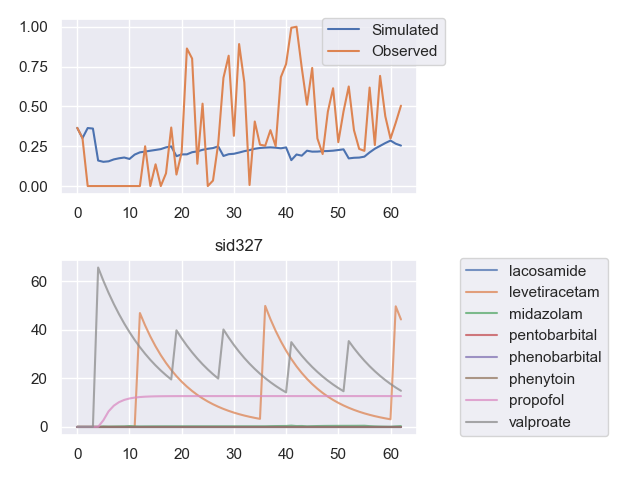 1.00
0.75
0.50
0.25
0.00
0 10 20 30 40 50 60
Simulated
Observed
sid327
60
40
20
0
0 10 20 30 40 50 60
lacosamide
levetiracetam
midazolam
pentobarbital
phenobarbital
phenytoin
propofol
valproate